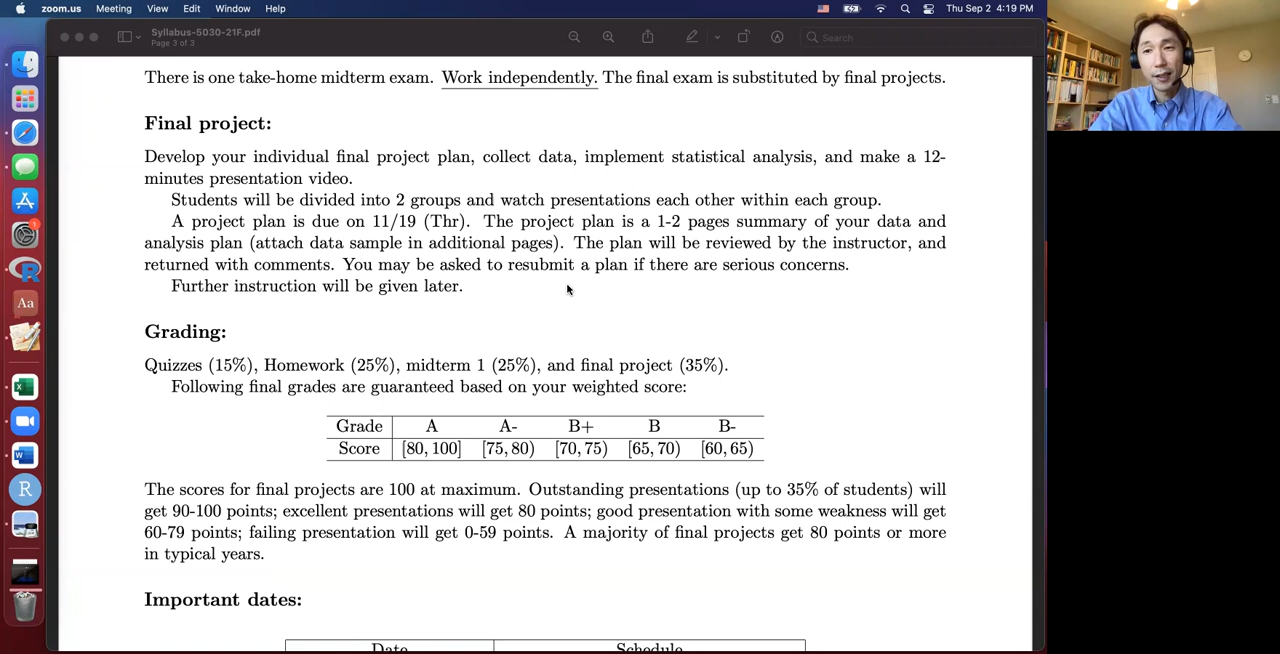 zoom.us Meeting View Edit Window Help Thu Sep 2 4:19 PM
Syllabus-5030-21F.pdf
Page 3 of 3
Search
There is one take-home midterm exam. Work independently. The final exam is substituted by final projects.
Final project:
Develop your individual final project plan, collect data, implement statistical analysis, and make a 12-
minutes presentation video.
Students will be divided into 2 groups and watch presentations each other within each group.
A project plan is due on 11/19 (Thr). The project plan is a 1-2 pages summary of your data and
analysis plan (attach data sample in additional pages). The plan will be reviewed by the instructor, and
returned with comments. You may be asked to resubmit a plan if there are serious concerns.
Further instruction will be given later.
Grading:
Quizzes (15%), Homework (25%), midterm 1 (25%), and final project (35%).
Following final grades are guaranteed based on your weighted score:
Grade A A- B+ B B-
Score [80, 100] [75, 80) [70, 75) [65, 70) [60, 65)
The scores for final projects are 100 at maximum. Outstanding presentations (up to 35% of students) will
get 90-100 points; excellent presentations will get 80 points; good presentation with some weakness will get
60-79 points; failing presentation will get 0-59 points. A majority of final projects get 80 points or more
in typical years.
Important dates:
Date Schedule